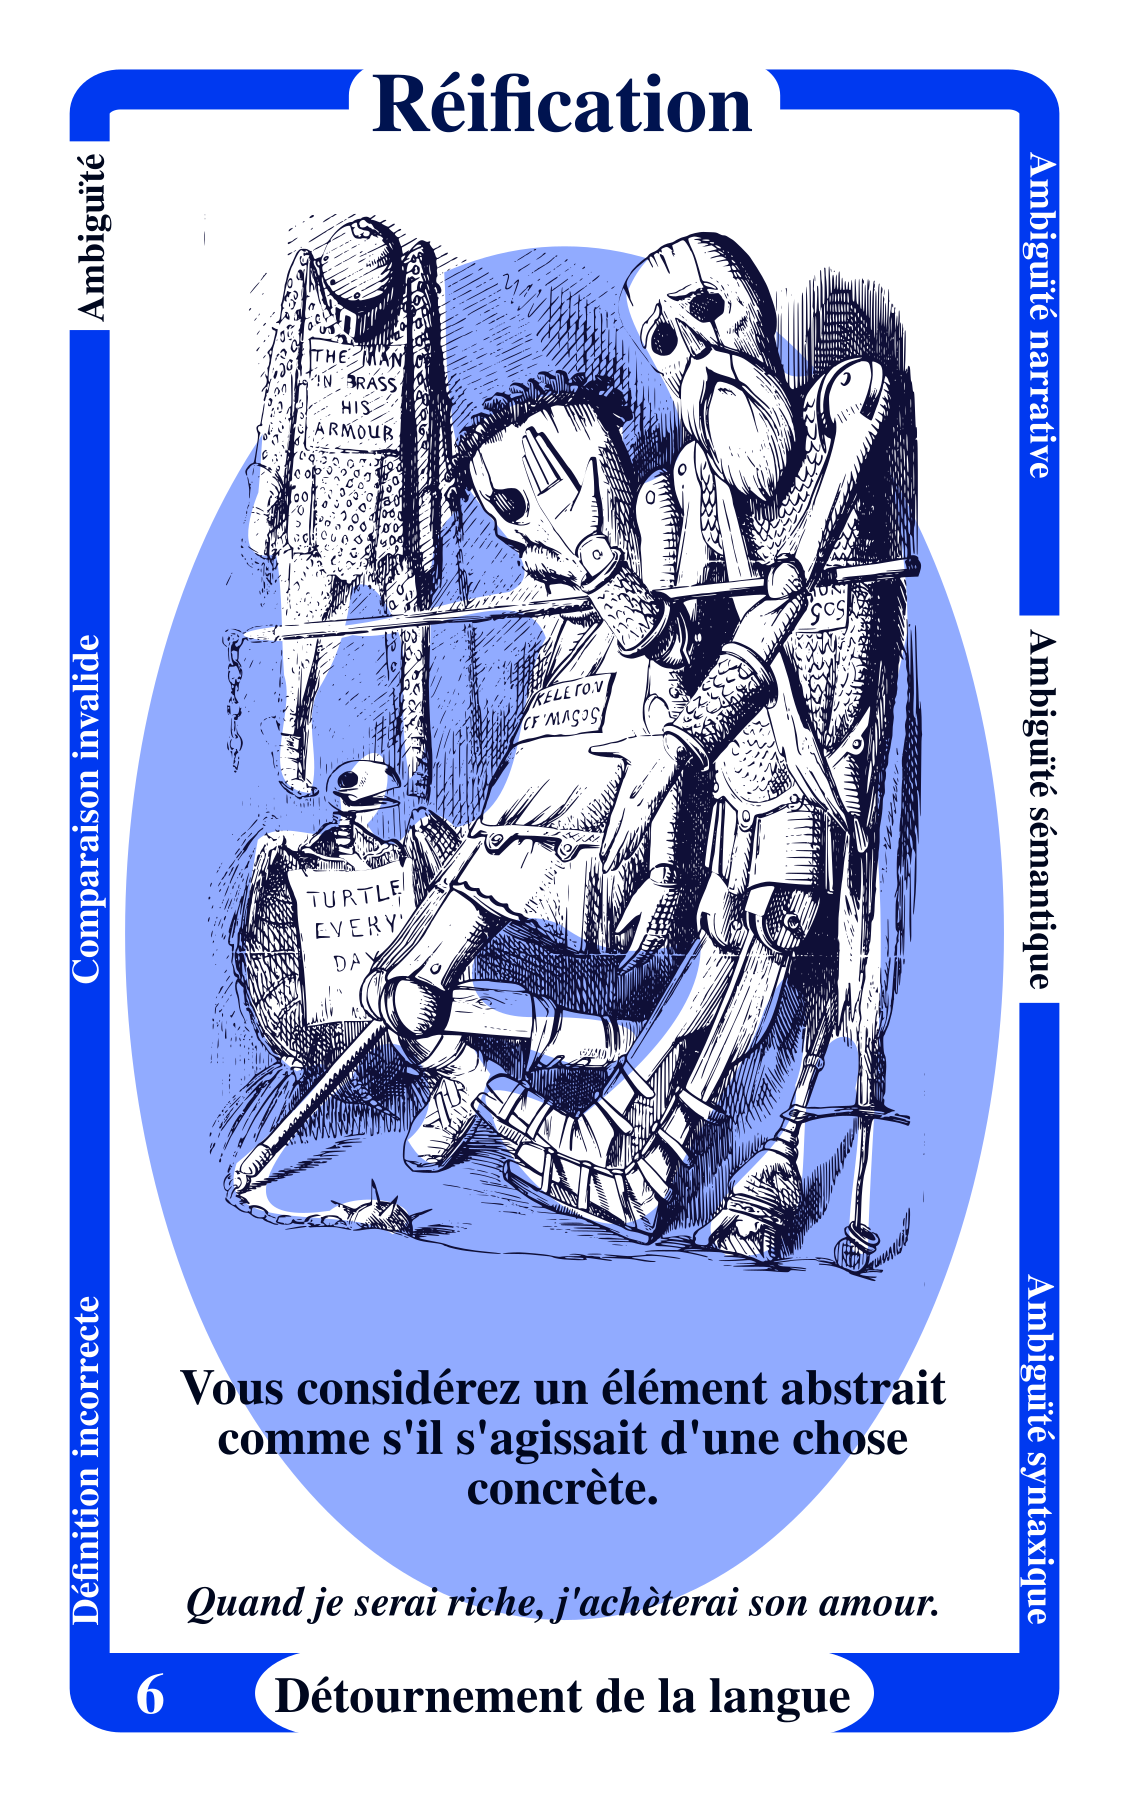 Réification
Ambiguïté
Comparaison invalide
Définition incorrecte
Ambiguïté narrative
Ambiguïté sémantique
Ambiguïté syntaxique
THE MAN
IN BRASS
HIS
ARMOUR
KELETON
OF MUSGS
TURTLE
EVERY
DAY
Vous considérez un élément abstrait
comme s'il s'agissait d'une chose
concrète.
Quand je serai riche, j'achèterai son amour.
6
Détournement de la langue